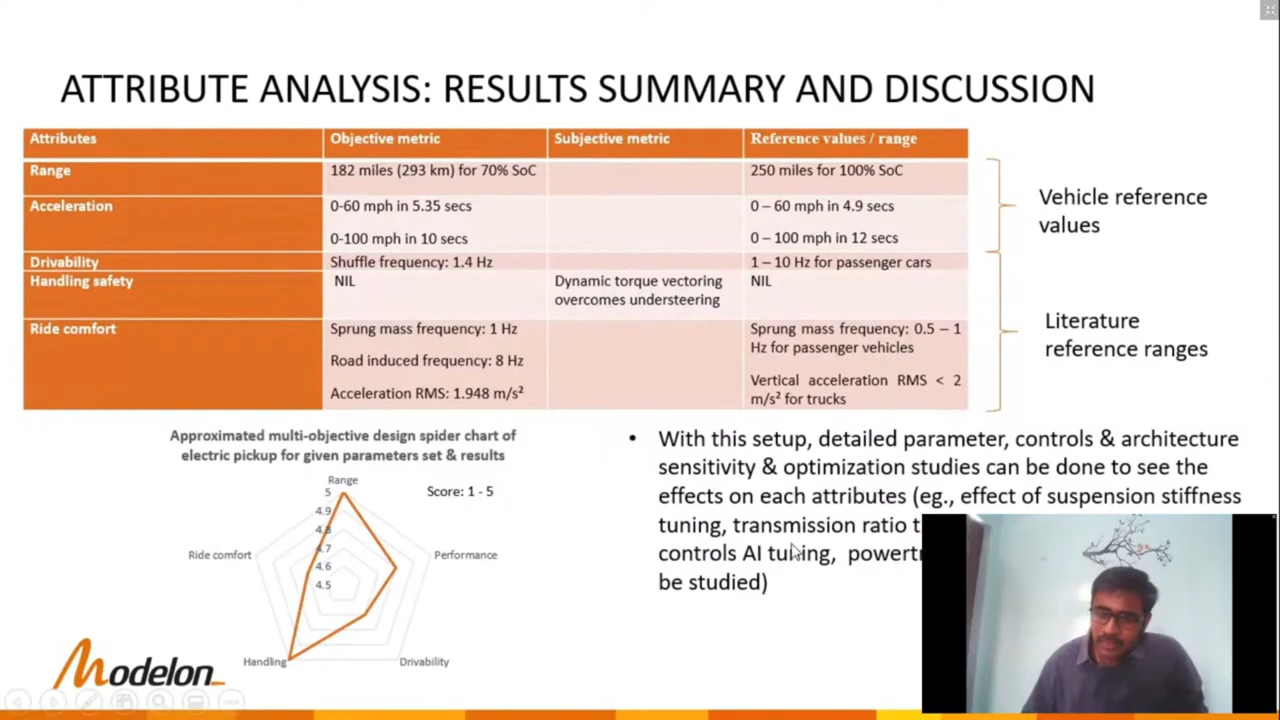 ATTRIBUTE ANALYSIS: RESULTS SUMMARY AND DISCUSSION
Attributes Objective metric Subjective metric Reference values / range
Range 182 miles (293 km) for 70% SoC 250 miles for 100% SoC
Acceleration 0-60 mph in 5.35 secs 0 – 60 mph in 4.9 secs
0-100 mph in 10 secs 0 – 100 mph in 12 secs
Drivability Shuffle frequency: 1.4 Hz 1 – 10 Hz for passenger cars
Handling safety NIL Dynamic torque vectoring NIL
overcomes understeering
Ride comfort Sprung mass frequency: 1 Hz Sprung mass frequency: 0.5 – 1
Hz for passenger vehicles
Road induced frequency: 8 Hz
Acceleration RMS: 1.948 m/s² Vertical acceleration RMS < 2
m/s² for trucks
Vehicle reference
values
Literature
reference ranges
Approximated multi-objective design spider chart of
electric pickup for given parameters set & results
Score: 1 - 5
Range
5
4.9
4.8
4.7
4.6
4.5
Ride comfort
Performance
Handling
Drivability
• With this setup, detailed parameter, controls & architecture
sensitivity & optimization studies can be done to see the
effects on each attributes (eg., effect of suspension stiffness
tuning, transmission ratio t
controls AI tuning, powertr
be studied)
Modelon